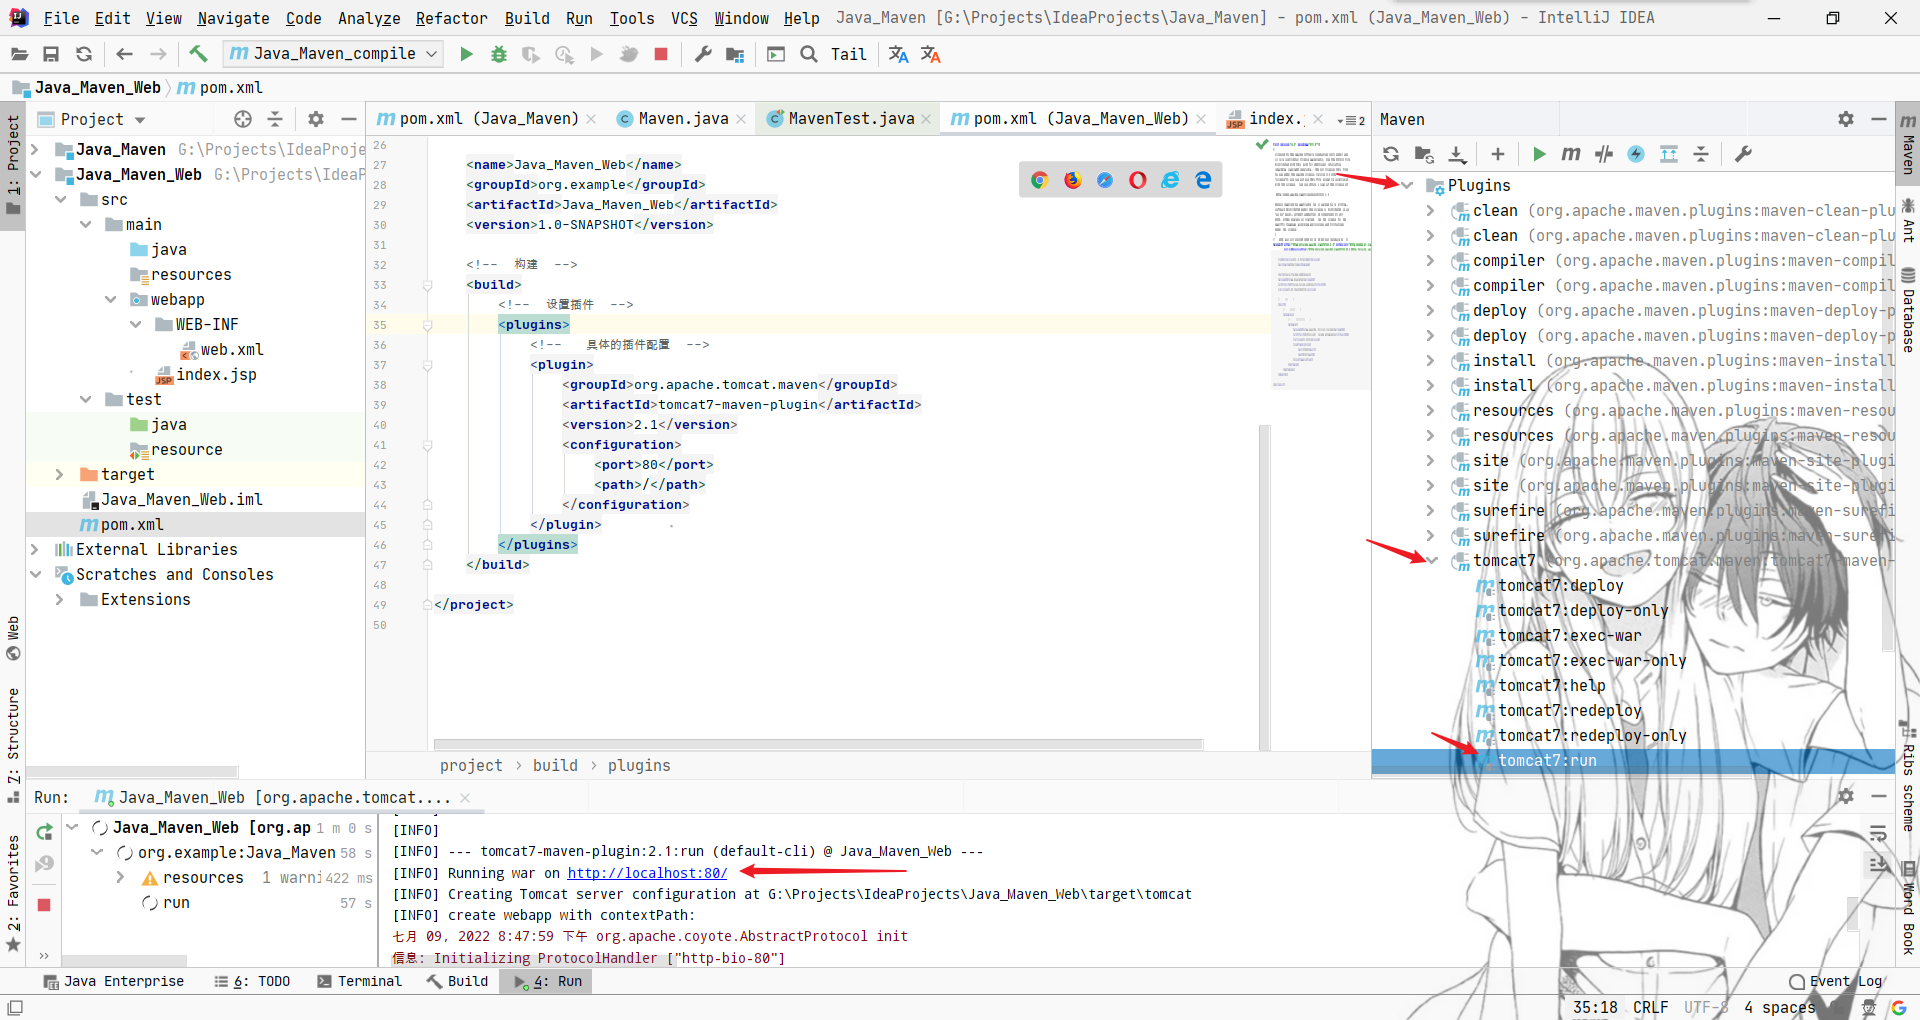 File Edit View Navigate Code Analyze Refactor Build Run Tools VCS Window Help Java_Maven [G:\Projects\IdeaProjects\Java_Maven] - pom.xml (Java_Maven_Web) - IntelliJ IDEA
Java_Maven_compile Tail
Java_Maven_Web pom.xml
1: Project
7: Structure
2: Favorites
Web
Project
Java_Maven G:\Projects\IdeaProje
Java_Maven_Web G:\Projects\IdeaP
src
main
java
resources
webapp
WEB-INF
web.xml
index.jsp
test
java
resource
target
Java_Maven_Web.iml
pom.xml
External Libraries
Scratches and Consoles
Extensions
pom.xml (Java_Maven) Maven.java MavenTest.java pom.xml (Java_Maven_Web) index. 2
26
27 <name>Java_Maven_Web</name>
28 <groupId>org.example</groupId>
29 <artifactId>Java_Maven_Web</artifactId>
30 <version>1.0-SNAPSHOT</version>
31
32 <!-- 构建 -->
33 <build>
34 <!-- 设置插件 -->
35 <plugins>
36 <!-- 具体的插件配置 -->
37 <plugin>
38 <groupId>org.apache.tomcat.maven</groupId>
39 <artifactId>tomcat7-maven-plugin</artifactId>
40 <version>2.1</version>
41 <configuration>
42 <port>80</port>
43 <path>/</path>
44 </configuration>
45 </plugin>
46 </plugins>
47 </build>
48
49 </project>
50
project › build › plugins
Maven
Plugins
clean (org.apache.maven.plugins:maven-clean-plu
clean (org.apache.maven.plugins:maven-clean-plu
compiler (org.apache.maven.plugins:maven-compil
compiler (org.apache.maven.plugins:maven-compil
deploy (org.apache.maven.plugins:maven-deploy-p
deploy (org.apache.maven.plugins:maven-deploy-p
install (org.apache.maven.plugins:maven-install
install (org.apache.maven.plugins:maven-install
resources (org.apache.maven.plugins:maven-resou
resources (org.apache.maven.plugins:maven-resou
site (org.apache.maven.plugins:maven-site-plugi
site (org.apache.maven.plugins:maven-site-plugi
surefire (org.apache.maven.plugins:maven-surefi
surefire (org.apache.maven.plugins:maven-surefi
tomcat7 (org.apache.tomcat.maven:tomcat7-maven-
tomcat7:deploy
tomcat7:deploy-only
tomcat7:exec-war
tomcat7:exec-war-only
tomcat7:help
tomcat7:redeploy
tomcat7:redeploy-only
tomcat7:run
Maven
Ant
Database
Ribs scheme
Word Book
Run: Java_Maven_Web [org.apache.tomcat....
Java_Maven_Web [org.ap 1 m 0 s
org.example:Java_Maven 58 s
resources 1 warni 422 ms
run 57 s
[INFO]
[INFO] --- tomcat7-maven-plugin:2.1:run (default-cli) @ Java_Maven_Web ---
[INFO] Running war on http://localhost:80/
[INFO] Creating Tomcat server configuration at G:\Projects\IdeaProjects\Java_Maven_Web\target\tomcat
[INFO] create webapp with contextPath:
七月 09, 2022 8:47:59 下午 org.apache.coyote.AbstractProtocol init
信息: Initializing ProtocolHandler ["http-bio-80"]
Java Enterprise 6: TODO Terminal Build 4: Run Event Log
35:18 CRLF UTF-8 4 spaces